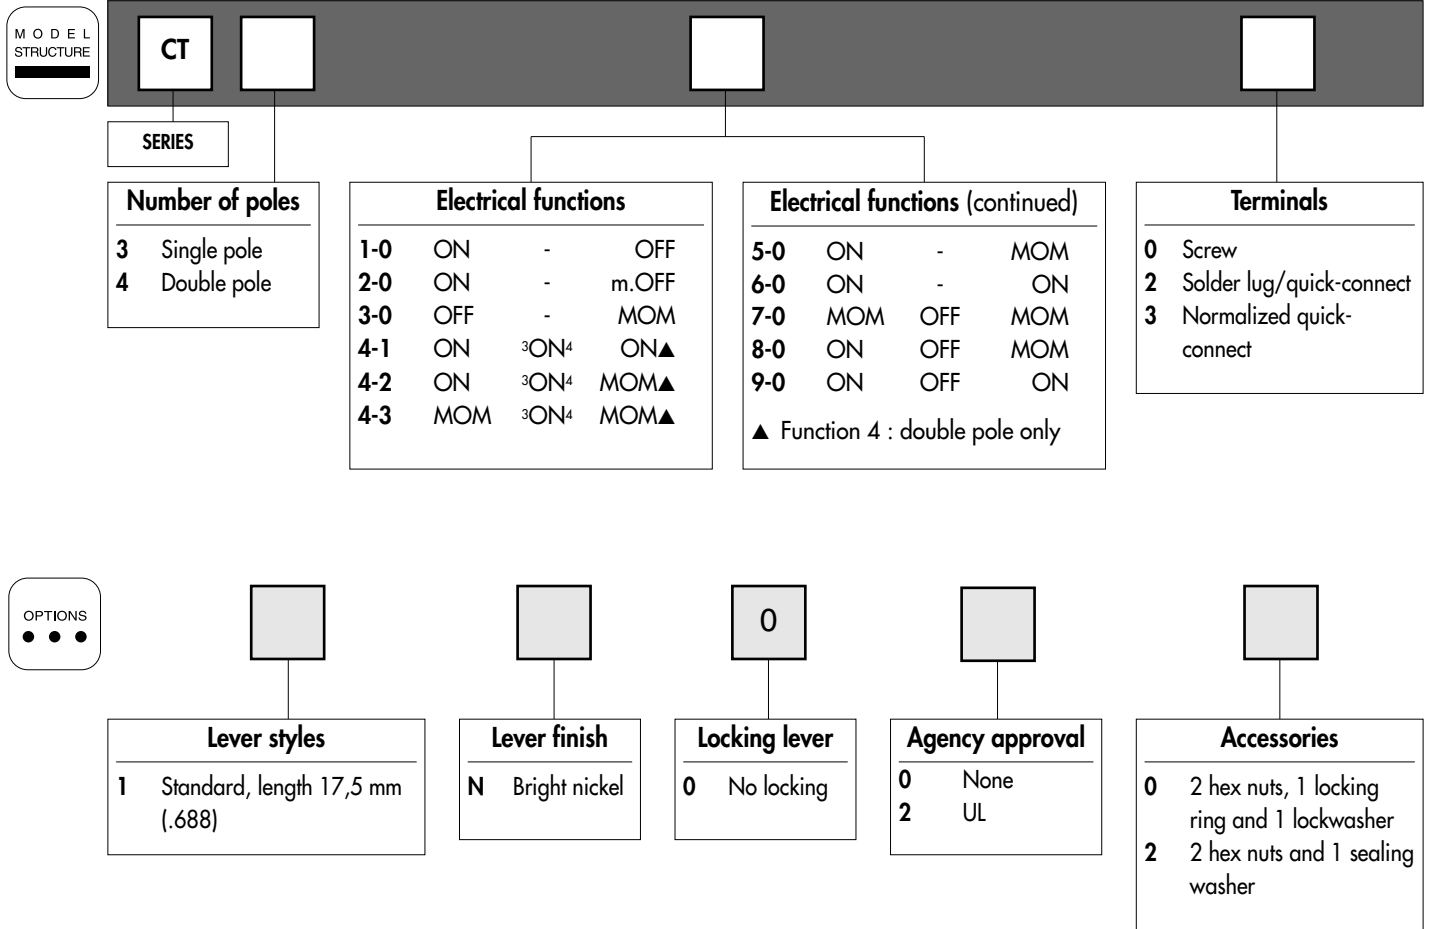 MODEL
STRUCTURE
CT
SERIES
Number of poles
3 Single pole
4 Double pole
Electrical functions
1-0 ON - OFF
2-0 ON - m.OFF
3-0 OFF - MOM
4-1 ON ³ON⁴ ON▲
4-2 ON ³ON⁴ MOM▲
4-3 MOM ³ON⁴ MOM▲
Electrical functions (continued)
5-0 ON - MOM
6-0 ON - ON
7-0 MOM OFF MOM
8-0 ON OFF MOM
9-0 ON OFF ON
▲ Function 4 : double pole only
Terminals
0 Screw
2 Solder lug/quick-connect
3 Normalized quick-
connect
OPTIONS
0
Lever styles
1 Standard, length 17,5 mm
(.688)
Lever finish
N Bright nickel
Locking lever
0 No locking
Agency approval
0 None
2 UL
Accessories
0 2 hex nuts, 1 locking
ring and 1 lockwasher
2 2 hex nuts and 1 sealing
washer